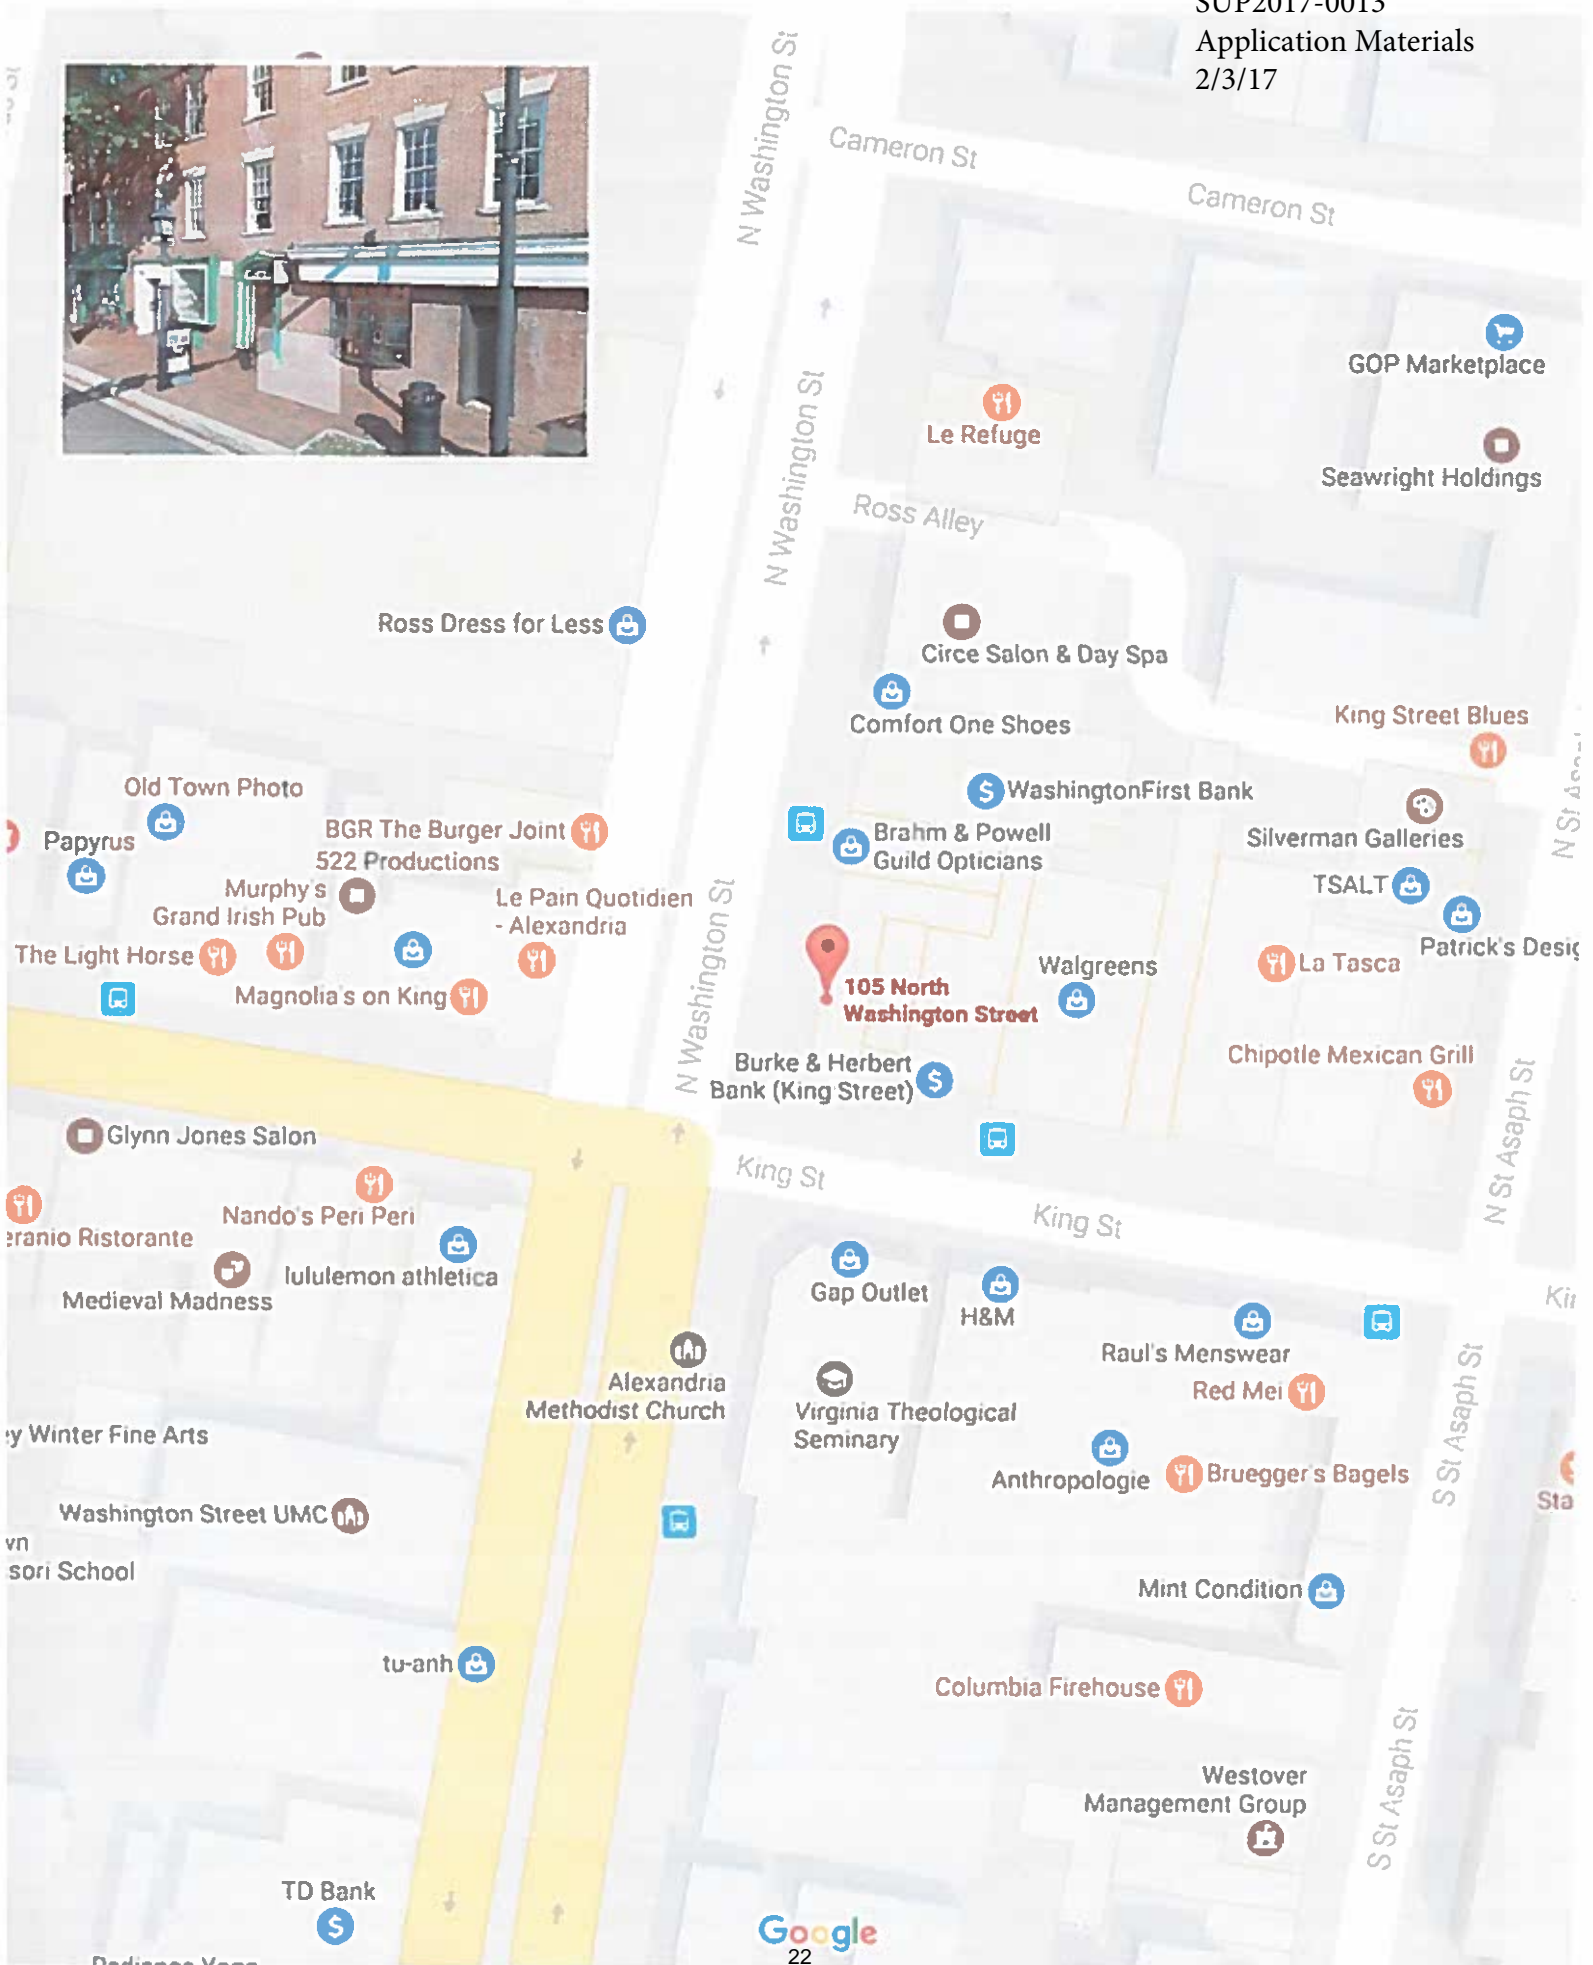 SUP2017-0013
Application Materials
2/3/17
N Washington St
Cameron St
Cameron St
GOP Marketplace
Le Refuge
N Washington St
Seawright Holdings
Ross Alley
Ross Dress for Less
Circe Salon & Day Spa
Comfort One Shoes
King Street Blues
Old Town Photo
WashingtonFirst Bank
N St Asaph
Papyrus
BGR The Burger Joint
Brahm & Powell
Guild Opticians
Silverman Galleries
522 Productions
Murphy's
Grand Irish Pub
Le Pain Quotidien
- Alexandria
TSALT
Patrick's Desig
The Light Horse
N Washington St
Walgreens
La Tasca
Magnolia's on King
105 North
Washington Street
Burke & Herbert
Bank (King Street)
Chipotle Mexican Grill
Glynn Jones Salon
N St Asaph St
King St
King St
Nando's Peri Peri
eranio Ristorante
lululemon athletica
Medieval Madness
Gap Outlet
H&M
Kin
Raul's Menswear
Alexandria
Methodist Church
Red Mei
Virginia Theological
Seminary
S St Asaph St
ey Winter Fine Arts
Anthropologie
Bruegger's Bagels
Sta
Washington Street UMC
wn
sori School
Mint Condition
tu-anh
Columbia Firehouse
S St Asaph St
Westover
Management Group
TD Bank
Google
22